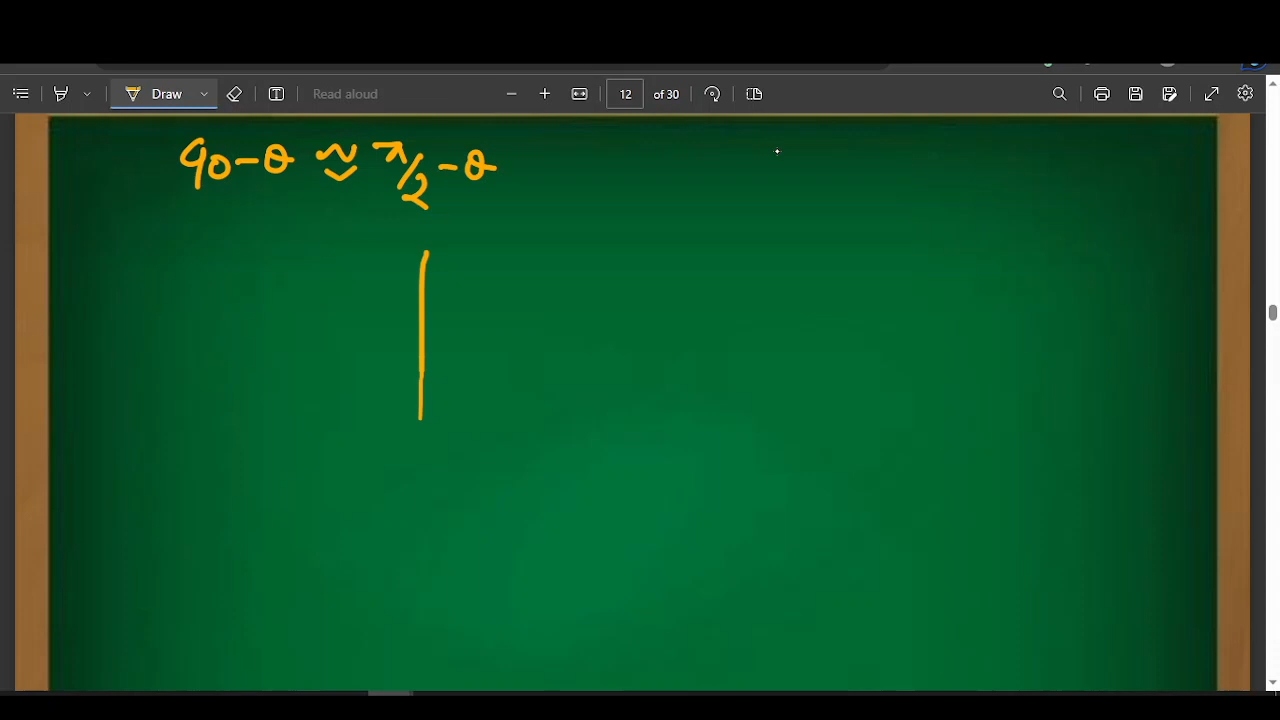 Draw
Read aloud
12 of 30
90-θ ≈ π/2 -θ